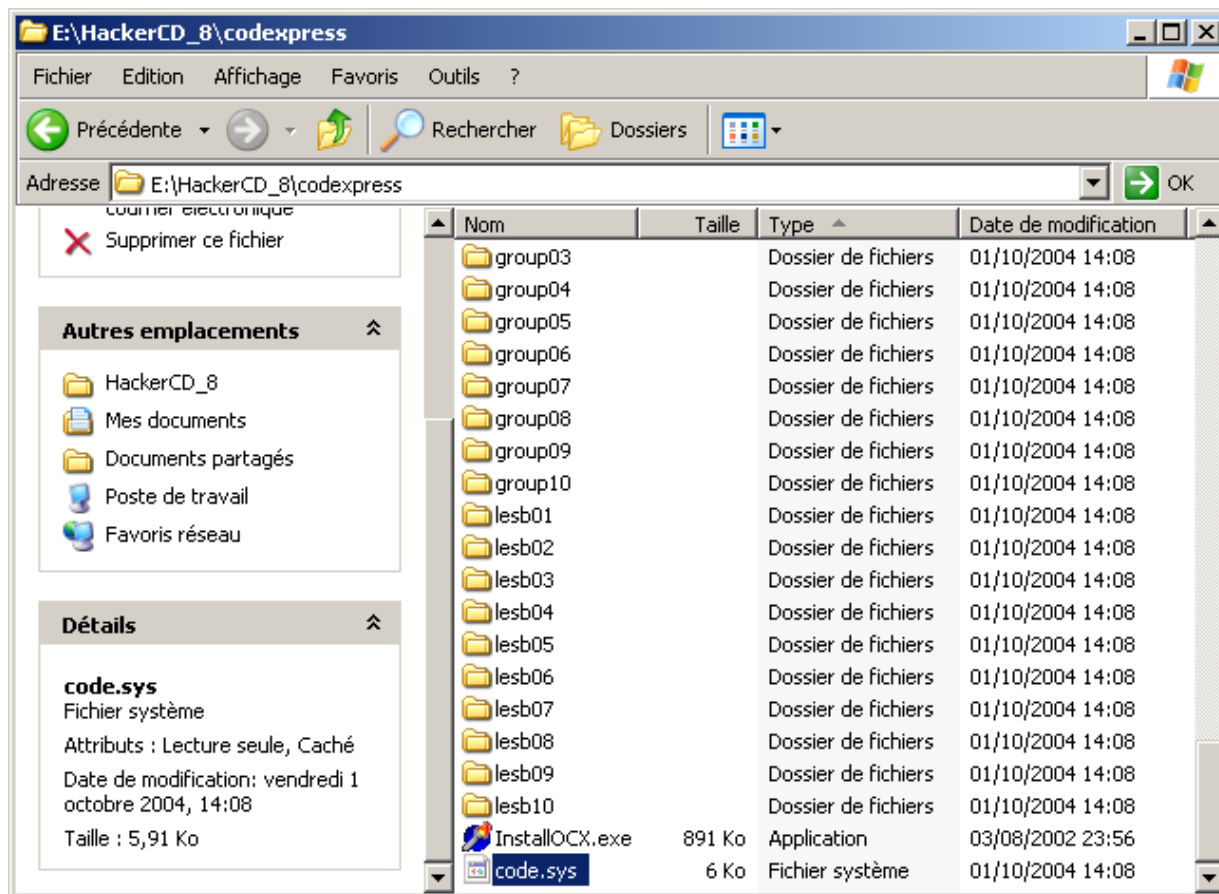 E:\HackerCD_8\codexpress
Fichier Edition Affichage Favoris Outils ?
Précédente Rechercher Dossiers
Adresse E:\HackerCD_8\codexpress OK
courrier électronique
Supprimer ce fichier
Autres emplacements
HackerCD_8
Mes documents
Documents partagés
Poste de travail
Favoris réseau
Détails
code.sys
Fichier système
Attributs : Lecture seule, Caché
Date de modification: vendredi 1
octobre 2004, 14:08
Taille : 5,91 Ko
Nom Taille Type Date de modification
group03 Dossier de fichiers 01/10/2004 14:08
group04 Dossier de fichiers 01/10/2004 14:08
group05 Dossier de fichiers 01/10/2004 14:08
group06 Dossier de fichiers 01/10/2004 14:08
group07 Dossier de fichiers 01/10/2004 14:08
group08 Dossier de fichiers 01/10/2004 14:08
group09 Dossier de fichiers 01/10/2004 14:08
group10 Dossier de fichiers 01/10/2004 14:08
lesb01 Dossier de fichiers 01/10/2004 14:08
lesb02 Dossier de fichiers 01/10/2004 14:08
lesb03 Dossier de fichiers 01/10/2004 14:08
lesb04 Dossier de fichiers 01/10/2004 14:08
lesb05 Dossier de fichiers 01/10/2004 14:08
lesb06 Dossier de fichiers 01/10/2004 14:08
lesb07 Dossier de fichiers 01/10/2004 14:08
lesb08 Dossier de fichiers 01/10/2004 14:08
lesb09 Dossier de fichiers 01/10/2004 14:08
lesb10 Dossier de fichiers 01/10/2004 14:08
InstallOCX.exe 891 Ko Application 03/08/2002 23:56
code.sys 6 Ko Fichier système 01/10/2004 14:08